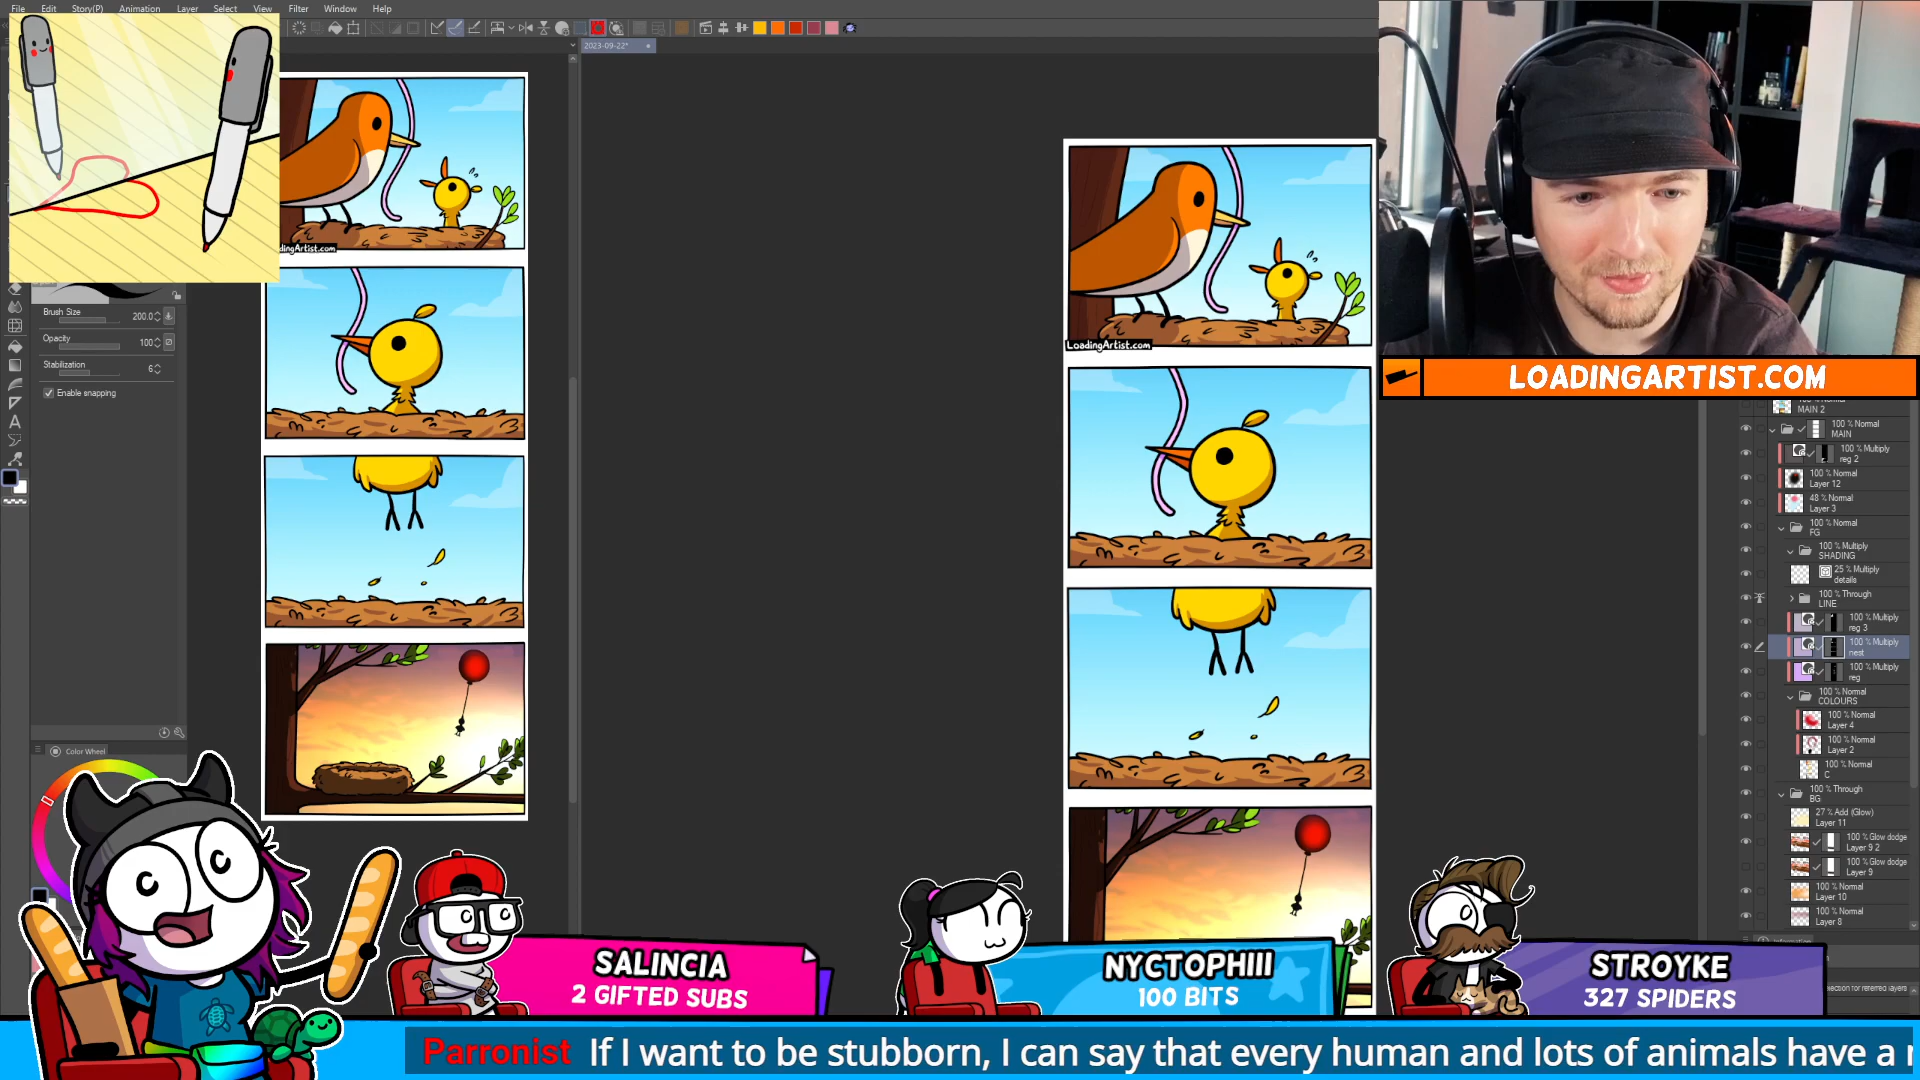 File Edit Story(P) Animation Layer Select View Filter Window Help
2023-09-22*
LOADINGARTIST.COM
LoadingArtist.com
dingArtist.com
Brush Size 200.0
Opacity 100
Stabilization 6
Enable snapping
Color Wheel
MAIN 2
100 % Normal
MAIN
100 % Multiply
reg 2
100 % Normal
Layer 12
48 % Normal
Layer 3
100 % Normal
FG
100 % Multiply
SHADING
25 % Multiply
details
100 % Through
LINE
100 % Multiply
reg 3
100 % Multiply
nest
100 % Multiply
reg
100 % Normal
COLOURS
100 % Normal
Layer 4
100 % Normal
Layer 2
100 % Normal
C
100 % Through
BG
27 % Add (Glow)
Layer 11
100 % Glow dodge
Layer 9 2
100 % Glow dodge
Layer 9
100 % Normal
Layer 10
100 % Normal
Layer 8
SALINCIA
2 GIFTED SUBS
NYCTOPHIII
100 BITS
STROYKE
327 SPIDERS
Parronist If I want to be stubborn, I can say that every human and lots of animals have a